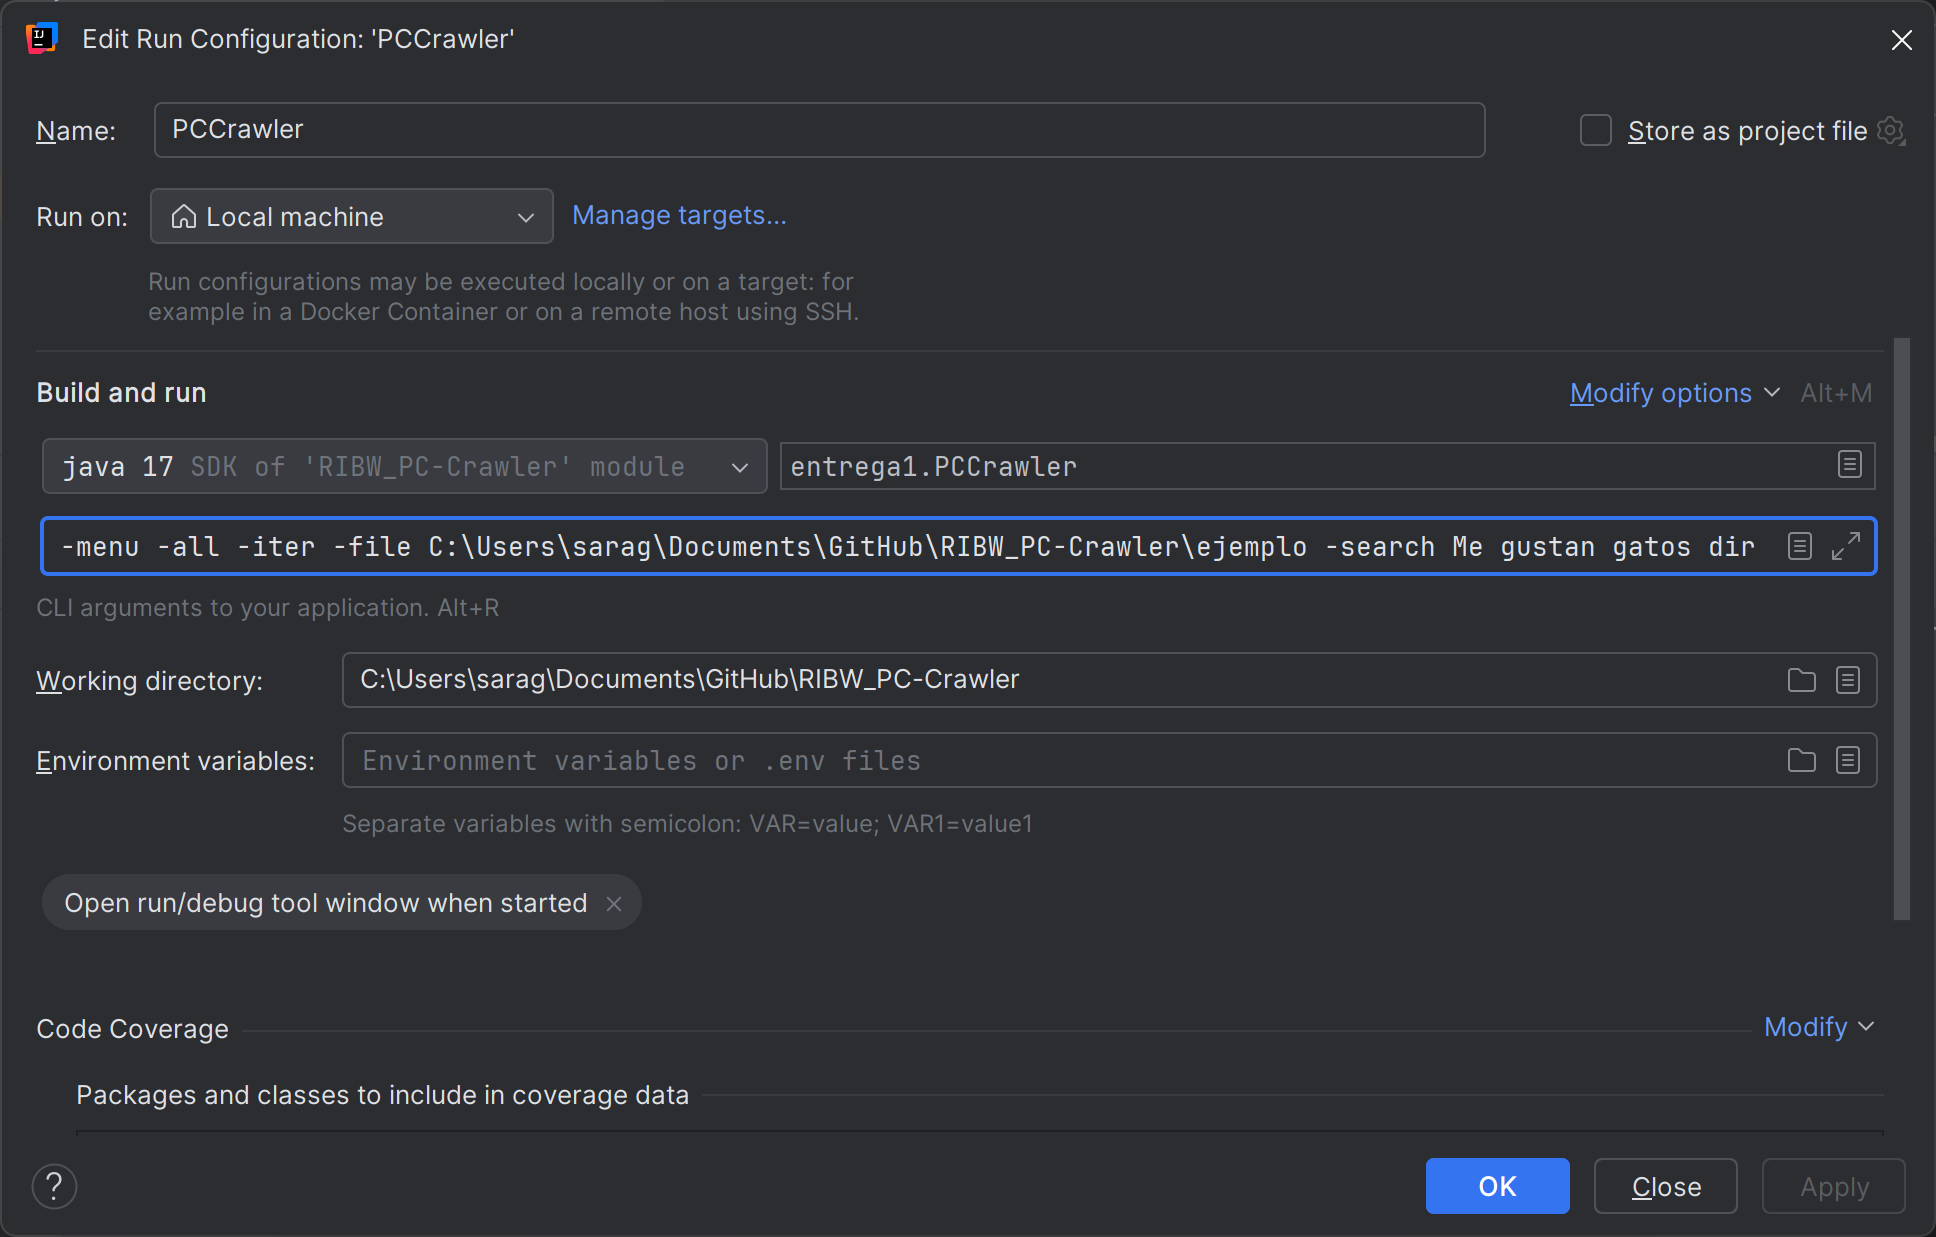 IJ
Edit Run Configuration: 'PCCrawler'
Name: PCCrawler Store as project file
Run on: Local machine Manage targets...
Run configurations may be executed locally or on a target: for
example in a Docker Container or on a remote host using SSH.
Build and run Modify options Alt+M
java 17 SDK of 'RIBW_PC-Crawler' module entrega1.PCCrawler
-menu -all -iter -file C:\Users\sarag\Documents\GitHub\RIBW_PC-Crawler\ejemplo -search Me gustan gatos dir
CLI arguments to your application. Alt+R
Working directory: C:\Users\sarag\Documents\GitHub\RIBW_PC-Crawler
Environment variables: Environment variables or .env files
Separate variables with semicolon: VAR=value; VAR1=value1
Open run/debug tool window when started
Code Coverage Modify
Packages and classes to include in coverage data
? OK Close Apply